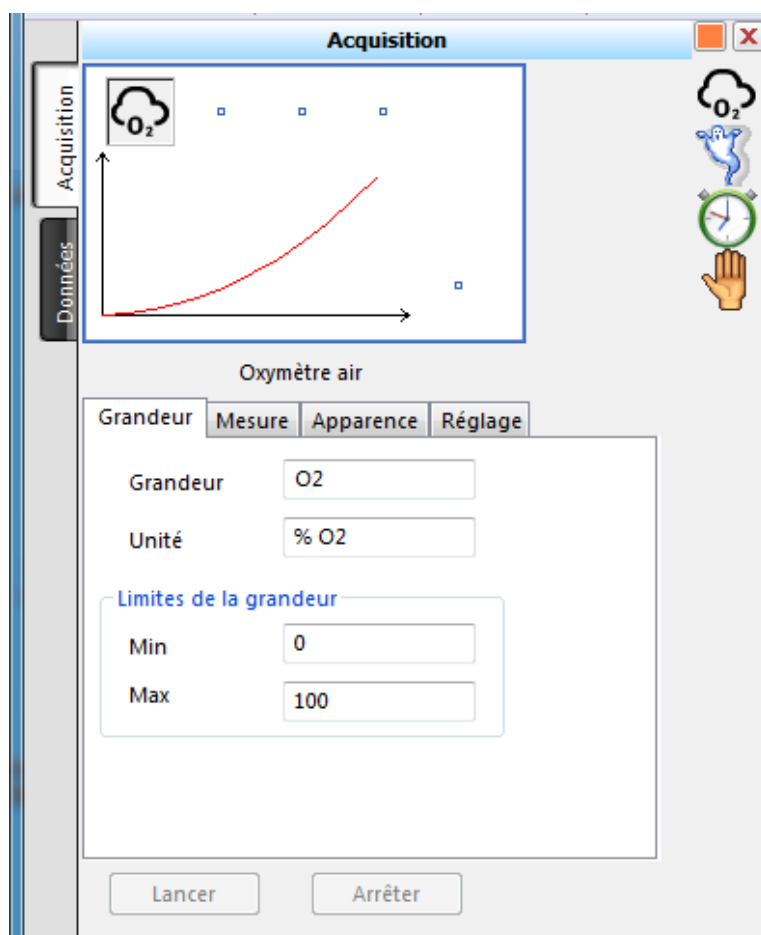 Acquisition
Acquisition
Données
O2
O2
Oxymètre air
Grandeur Mesure Apparence Réglage
Grandeur O2
Unité % O2
Limites de la grandeur
Min 0
Max 100
Lancer Arrêter